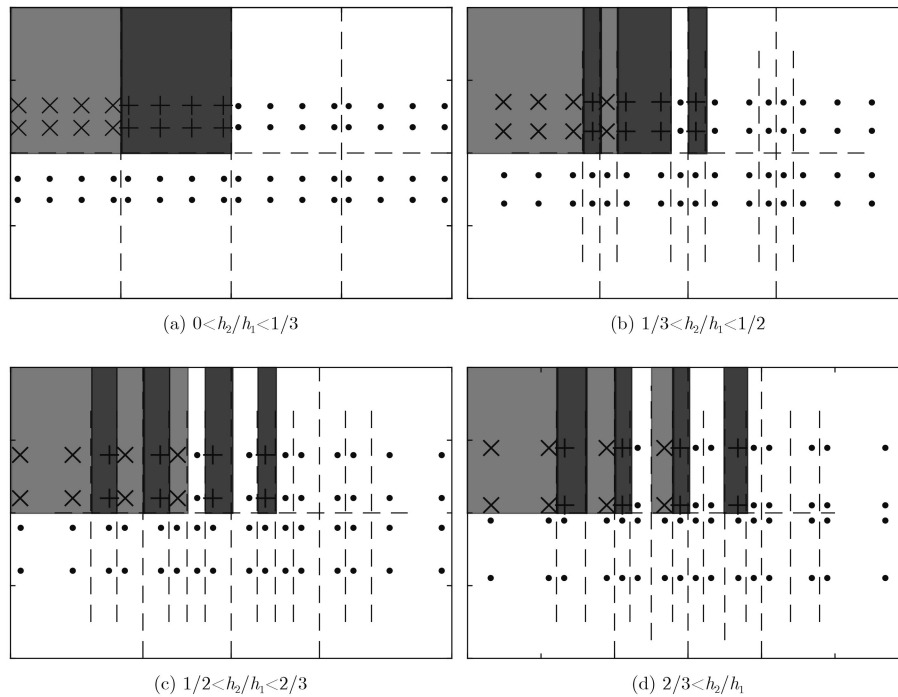 (a) 0<h₂/h₁<1/3
(b) 1/3<h₂/h₁<1/2
(c) 1/2<h₂/h₁<2/3
(d) 2/3<h₂/h₁